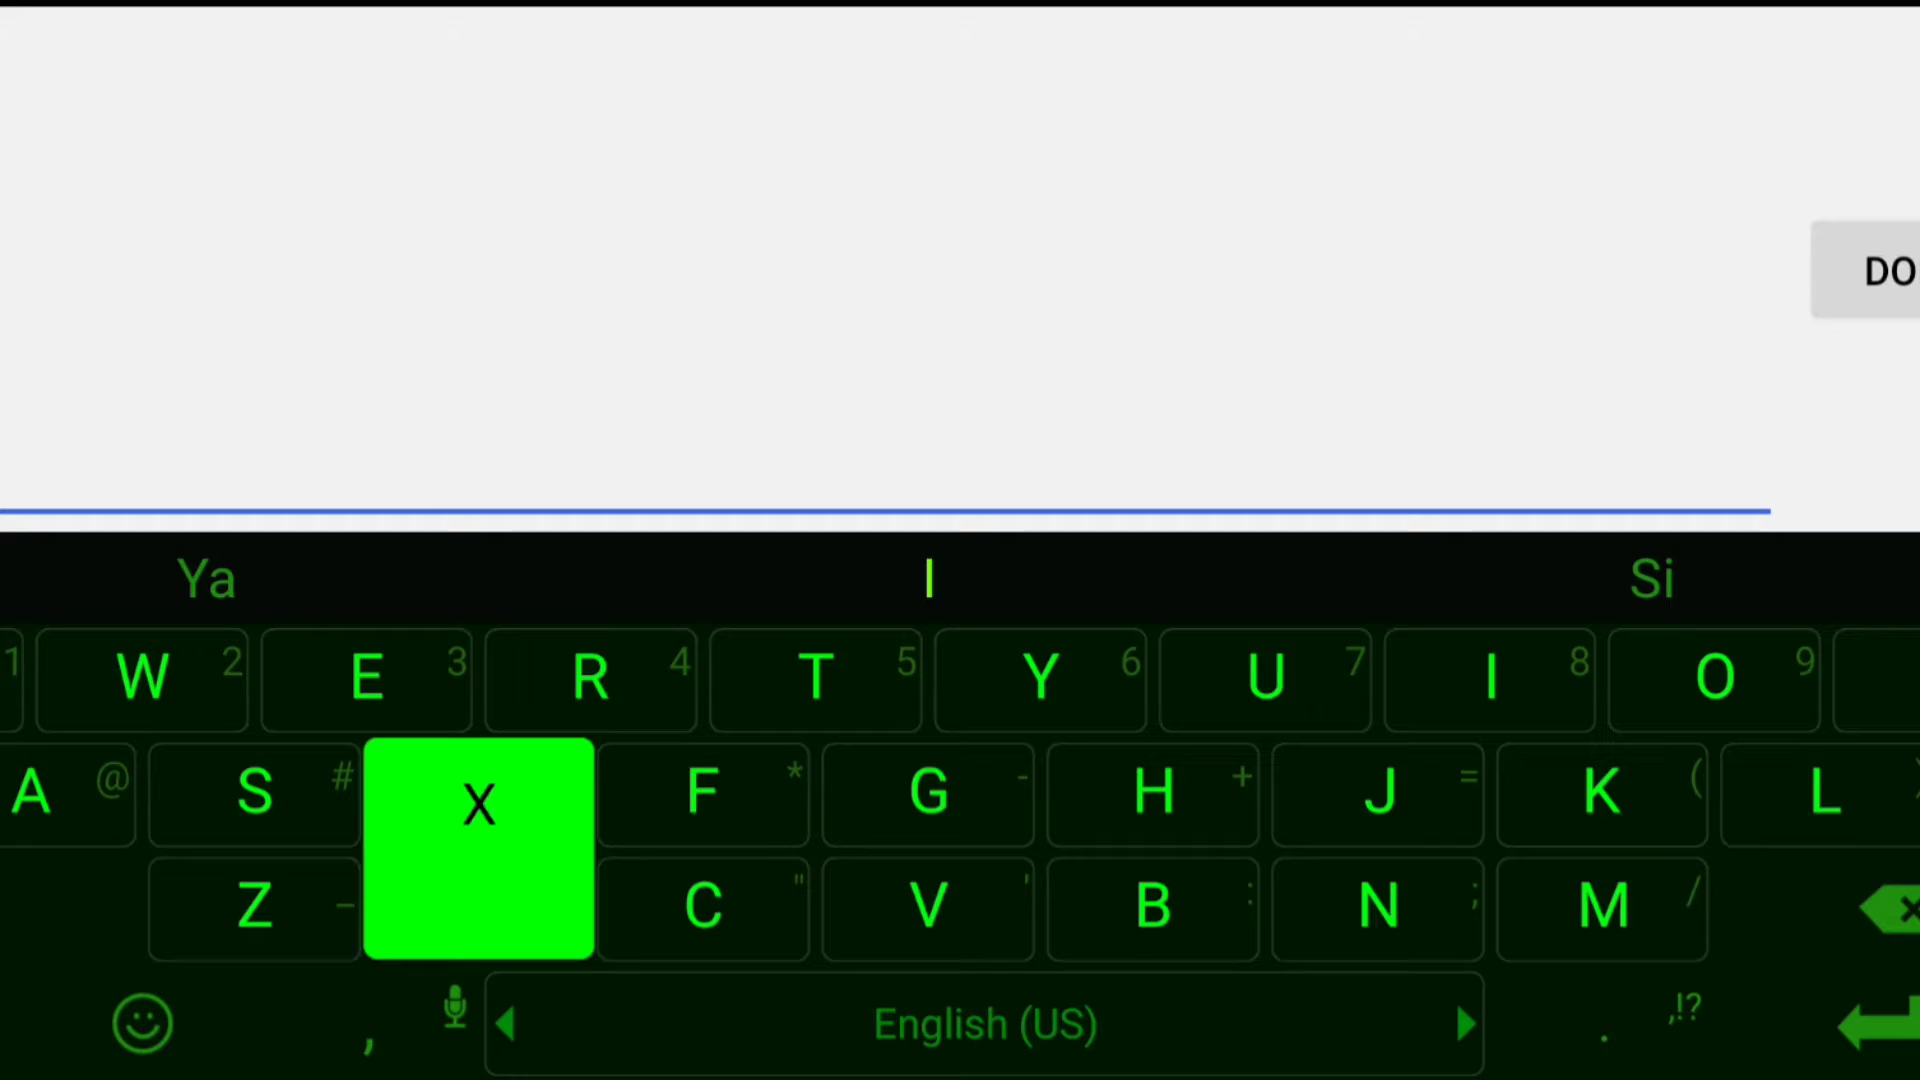 DO
Ya I Si
1 W 2 E 3 R 4 T 5 Y 6 U 7 I 8 O 9
A @ S # X F * G - H + J = K ( L )
Z _ C " V ' B : N ; M /
, English (US) . ,!?